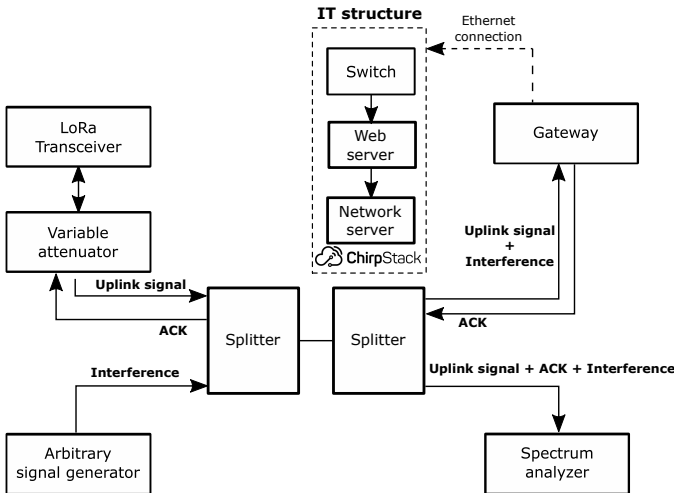 IT structure
Ethernet
connection
Switch
LoRa
Transceiver
Web
server
Gateway
Variable
attenuator
Network
server
ChirpStack
Uplink signal
+
Interference
Uplink signal
ACK
ACK
Splitter
Splitter
Interference
Uplink signal + ACK + Interference
Arbitrary
signal generator
Spectrum
analyzer